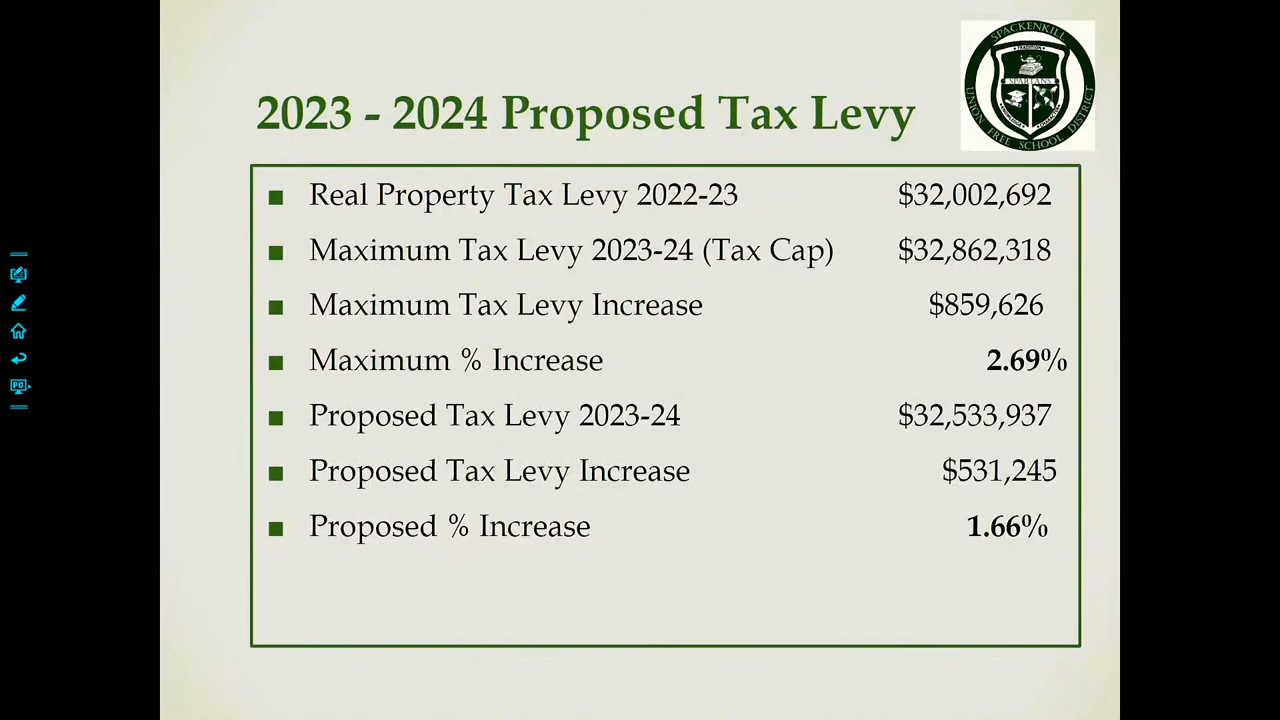 SPACKENKILL
TRADITION
SPARTANS
UNION FREE SCHOOL DISTRICT
2023 - 2024 Proposed Tax Levy
■ Real Property Tax Levy 2022-23 $32,002,692
■ Maximum Tax Levy 2023-24 (Tax Cap) $32,862,318
■ Maximum Tax Levy Increase $859,626
■ Maximum % Increase 2.69%
■ Proposed Tax Levy 2023-24 $32,533,937
■ Proposed Tax Levy Increase $531,245
■ Proposed % Increase 1.66%
PC